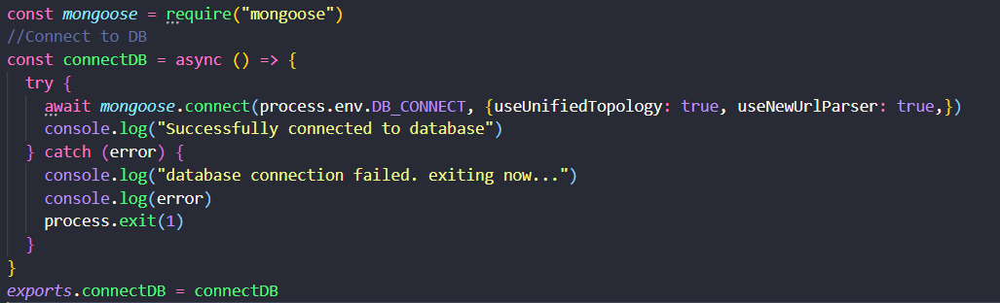 const mongoose = require("mongoose")
//Connect to DB
const connectDB = async () => {
try {
await mongoose.connect(process.env.DB_CONNECT, {useUnifiedTopology: true, useNewUrlParser: true,})
console.log("Successfully connected to database")
} catch (error) {
console.log("database connection failed. exiting now...")
console.log(error)
process.exit(1)
}
}
exports.connectDB = connectDB